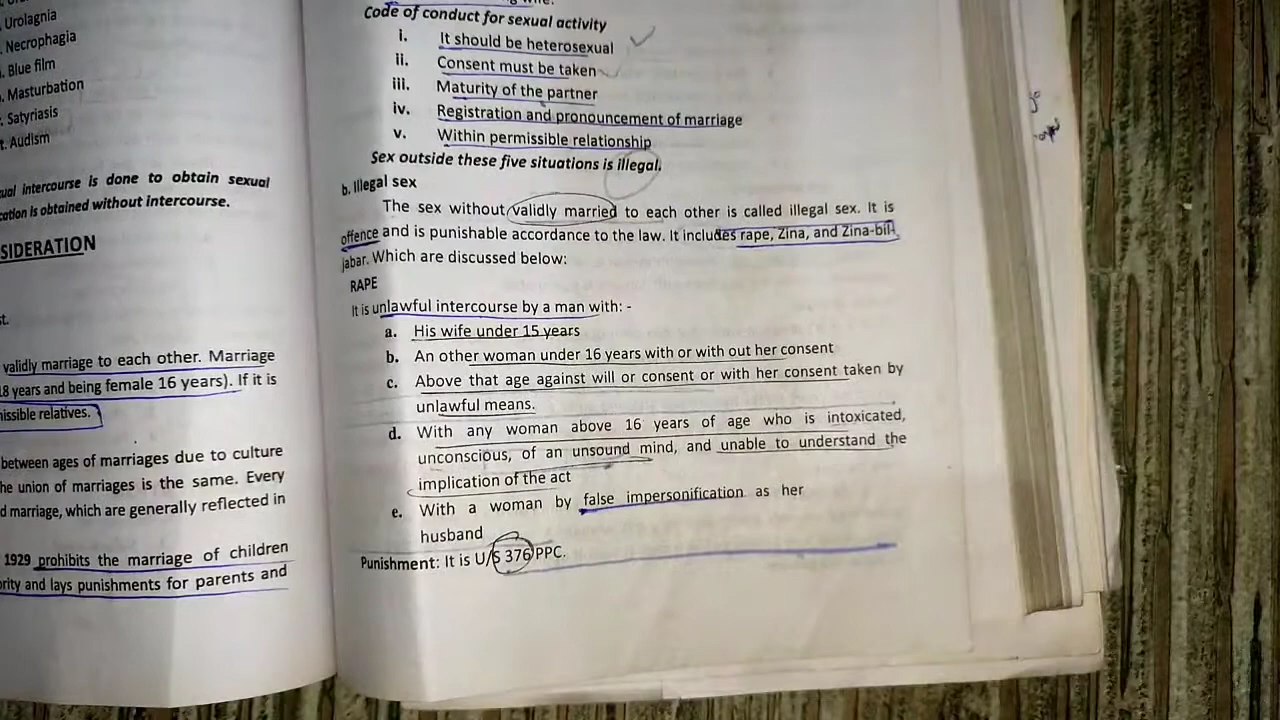 Urolagnia
Necrophagia
Blue film
Masturbation
Satyriasis
t. Audism
intercourse is done to obtain sexual
is obtained without intercourse.
st.
validly marriage to each other. Marriage
18 years and being female 16 years). If it is
missible relatives.
between ages of marriages due to culture
he union of marriages is the same. Every
d marriage, which are generally reflected in
1929 prohibits the marriage of children
and lays punishments for parents and
Code of conduct for sexual activity
i. It should be heterosexual
ii. Consent must be taken
iii. Maturity of the partner
iv. Registration and pronouncement of marriage
v. Within permissible relationship
Sex outside these five situations is illegal.
b. Illegal sex
The sex without validly married to each other is called illegal sex. It is
offence and is punishable accordance to the law. It includes rape, Zina, and Zina-bil-
jabar. Which are discussed below:
RAPE
It is unlawful intercourse by a man with: -
a. His wife under 15 years
b. An other woman under 16 years with or with out her consent
c. Above that age against will or consent or with her consent taken by
unlawful means.
d. With any woman above 16 years of age who is intoxicated,
unconscious, of an unsound mind, and unable to understand the
implication of the act
e. With a woman by false impersonification as her
husband
Punishment: It is U/S 376 PPC.